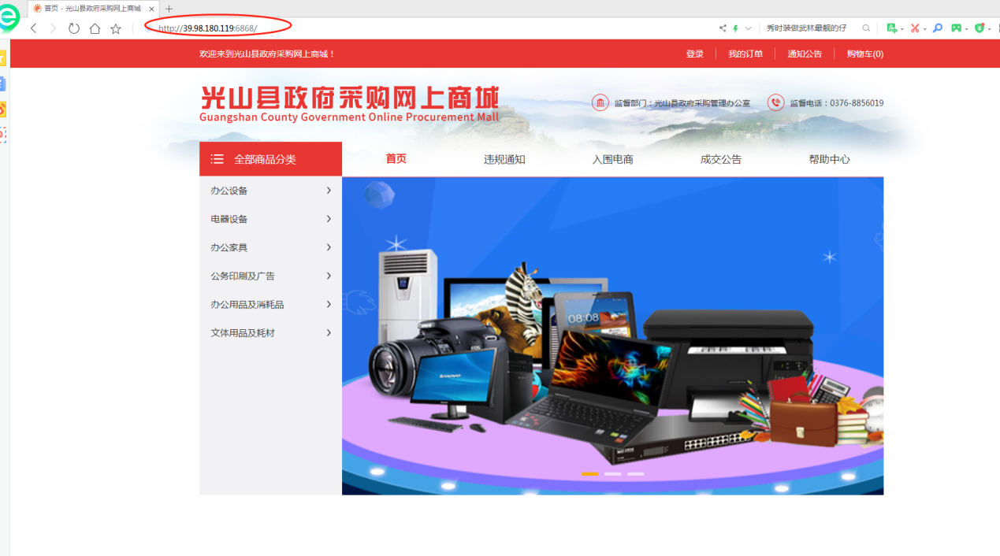 首页 - 光山县政府采购网上商城
http://39.98.180.119:6868/
秀时装做武林最靓的仔
欢迎来到光山县政府采购网上商城！
登录
我的订单
通知公告
购物车(0)
光山县政府采购网上商城
Guangshan County Government Online Procurement Mall
监督部门：光山县政府采购管理办公室
监督电话：0376-8856019
全部商品分类
首页
违规通知
入围电商
成交公告
帮助中心
办公设备
电器设备
办公家具
公务印刷及广告
办公用品及消耗品
文体用品及耗材
08:08
EOS
lenovo